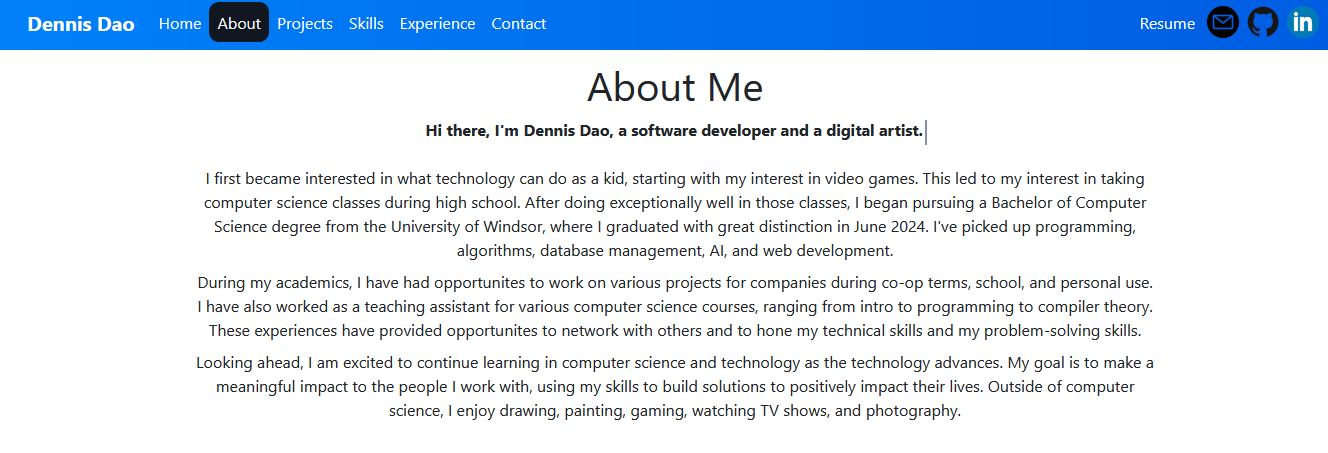 Dennis Dao Home About Projects Skills Experience Contact Resume in
About Me
Hi there, I'm Dennis Dao, a software developer and a digital artist.
I first became interested in what technology can do as a kid, starting with my interest in video games. This led to my interest in taking
computer science classes during high school. After doing exceptionally well in those classes, I began pursuing a Bachelor of Computer
Science degree from the University of Windsor, where I graduated with great distinction in June 2024. I've picked up programming,
algorithms, database management, AI, and web development.
During my academics, I have had opportunites to work on various projects for companies during co-op terms, school, and personal use.
I have also worked as a teaching assistant for various computer science courses, ranging from intro to programming to compiler theory.
These experiences have provided opportunites to network with others and to hone my technical skills and my problem-solving skills.
Looking ahead, I am excited to continue learning in computer science and technology as the technology advances. My goal is to make a
meaningful impact to the people I work with, using my skills to build solutions to positively impact their lives. Outside of computer
science, I enjoy drawing, painting, gaming, watching TV shows, and photography.